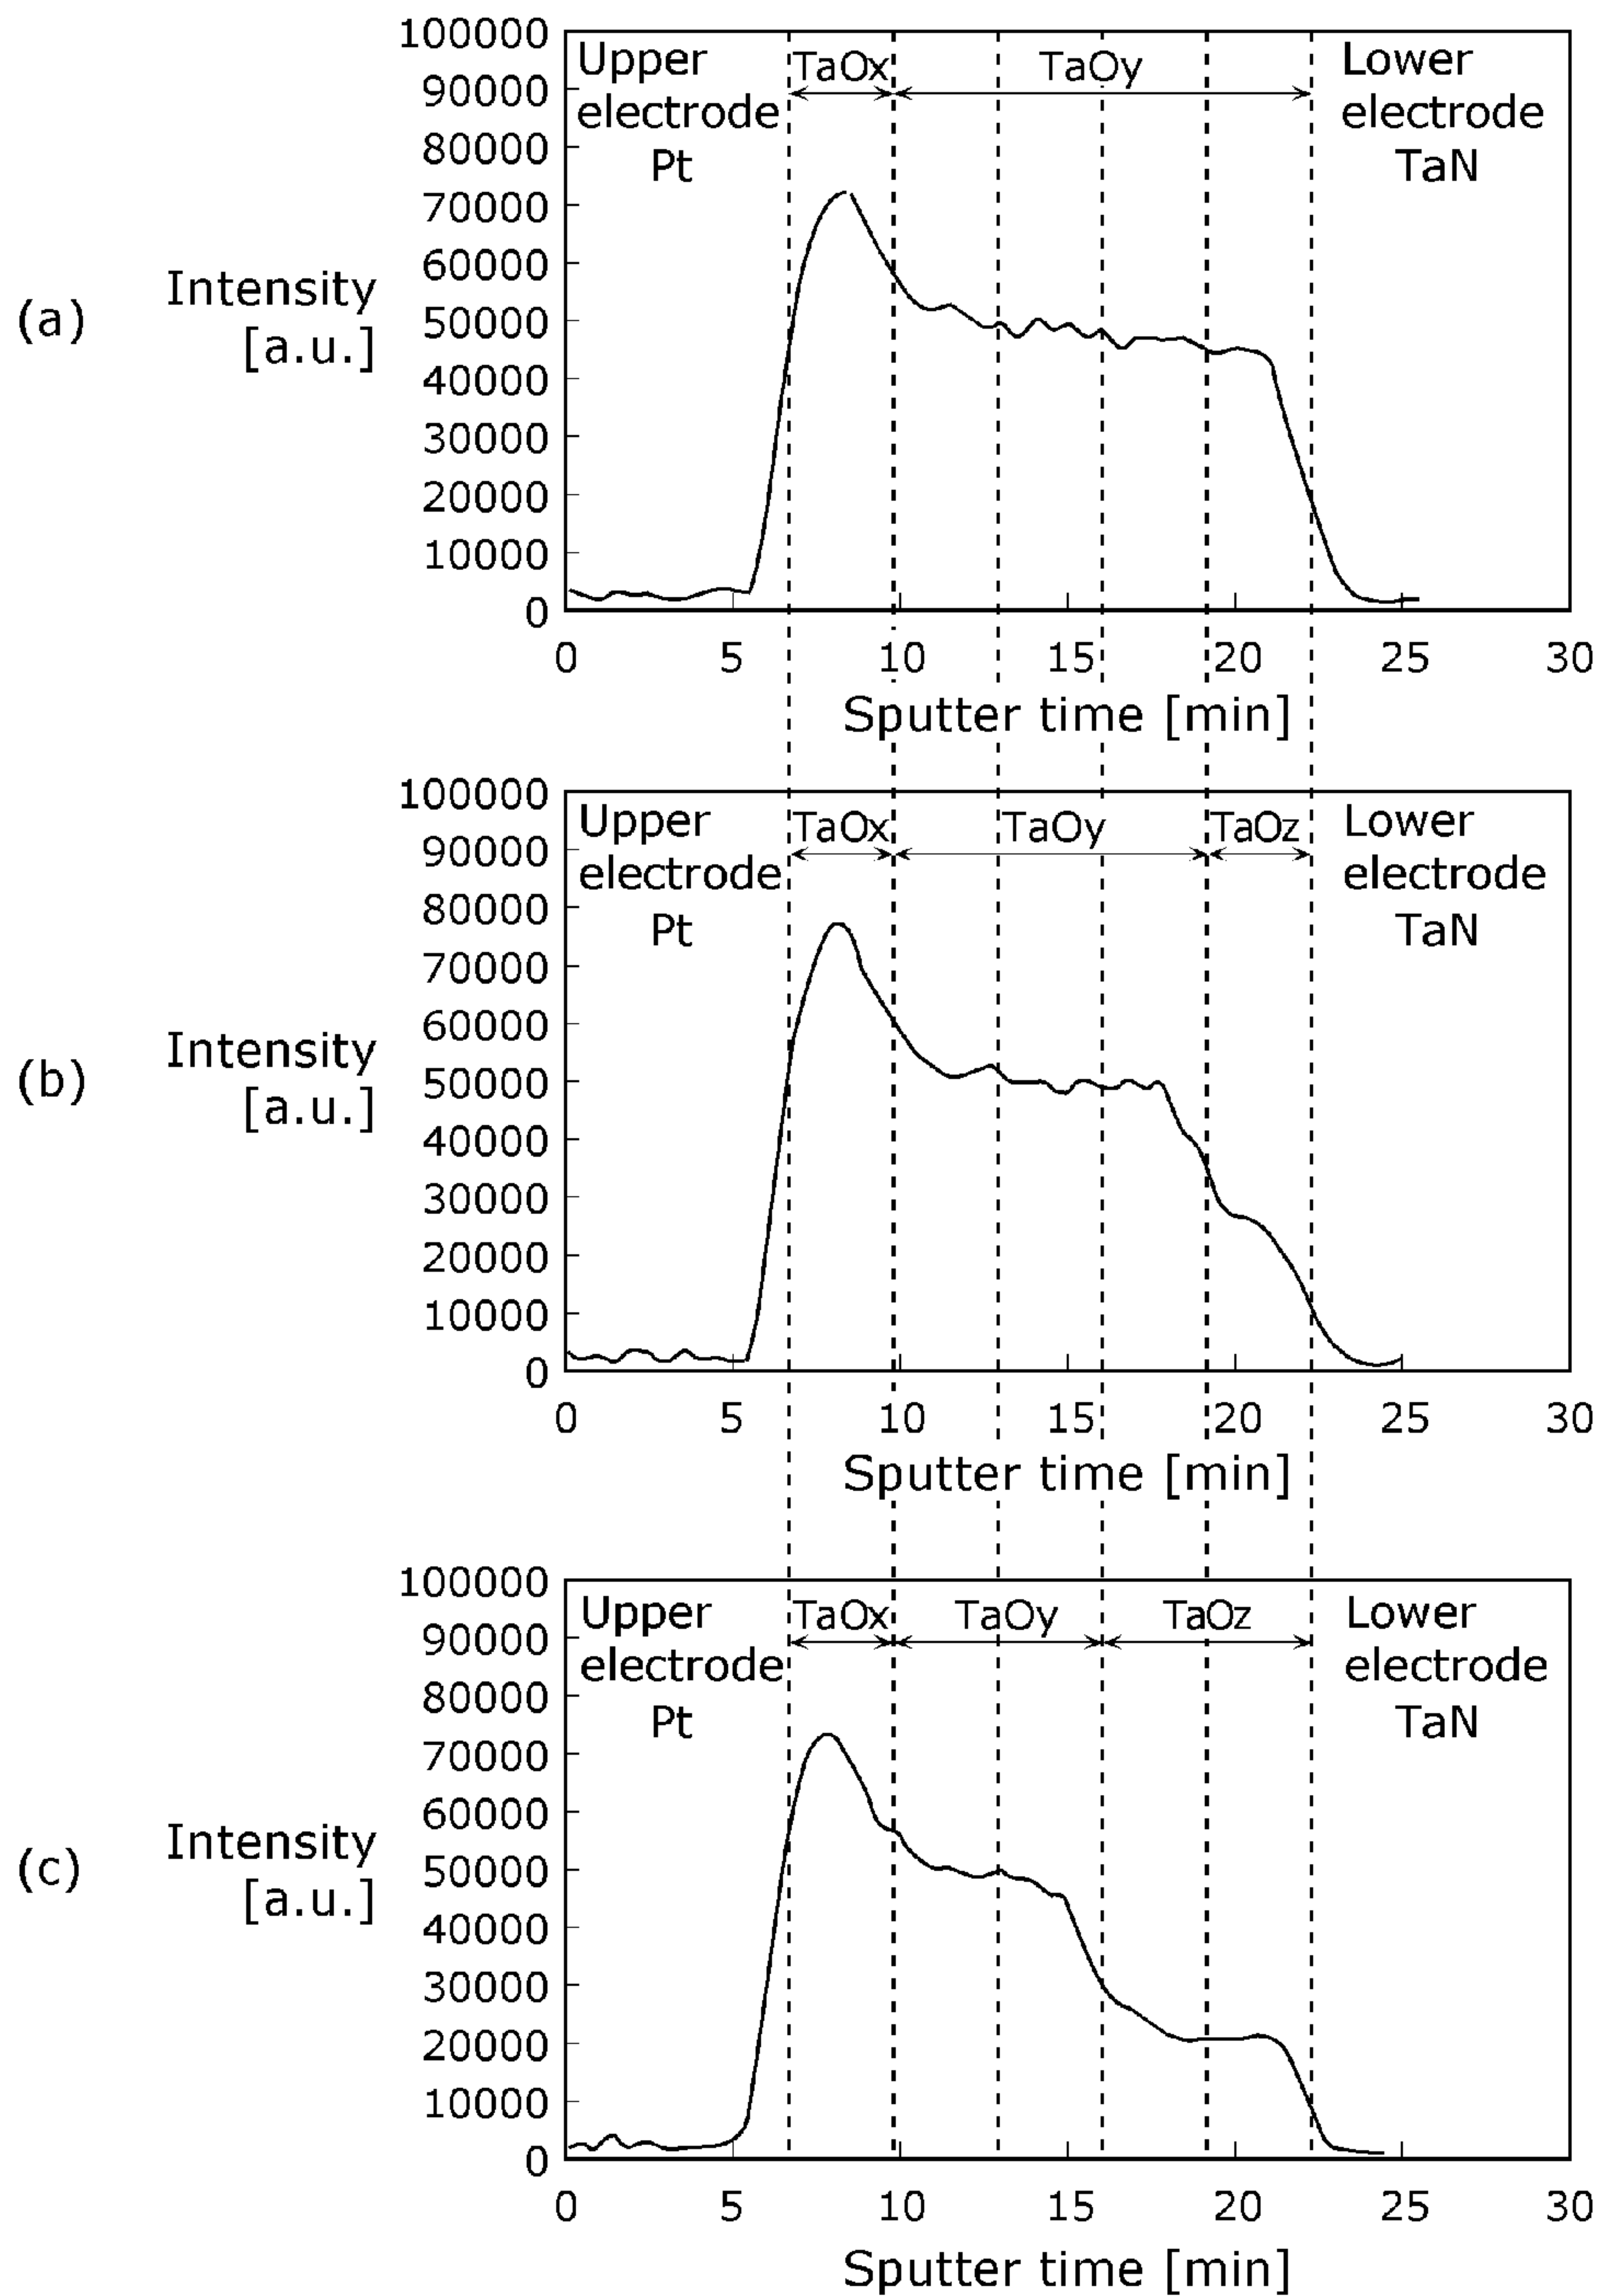 (a)
Intensity
[a.u.]
100000
90000
80000
70000
60000
50000
40000
30000
20000
10000
0
Upper
electrode
Pt
TaOx
TaOy
Lower
electrode
TaN
0 5 10 15 20 25 30
Sputter time [min]
(b)
Intensity
[a.u.]
100000
90000
80000
70000
60000
50000
40000
30000
20000
10000
0
Upper
electrode
Pt
TaOx
TaOy
TaOz
Lower
electrode
TaN
0 5 10 15 20 25 30
Sputter time [min]
(c)
Intensity
[a.u.]
100000
90000
80000
70000
60000
50000
40000
30000
20000
10000
0
Upper
electrode
Pt
TaOx
TaOy
TaOz
Lower
electrode
TaN
0 5 10 15 20 25 30
Sputter time [min]